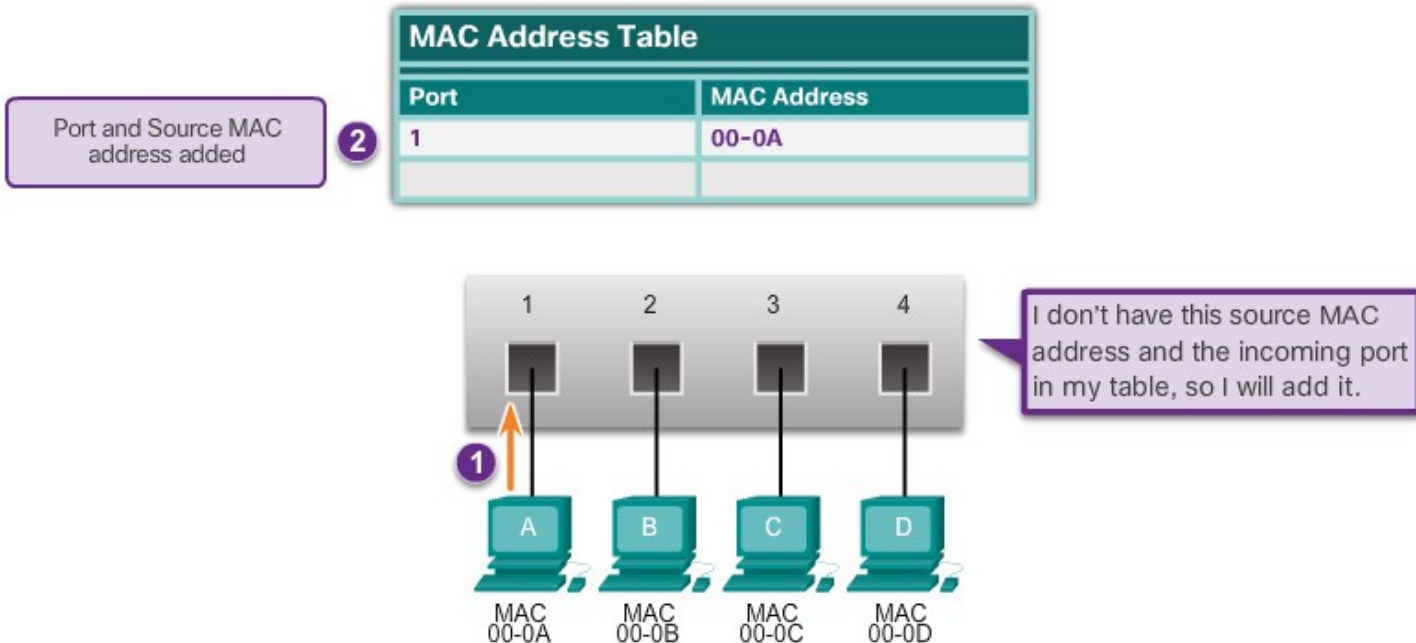 MAC Address Table
Port MAC Address
Port and Source MAC
address added
2
1 00-0A
1 2 3 4
I don't have this source MAC
address and the incoming port
in my table, so I will add it.
1
A B C D
MAC MAC MAC MAC
00-0A 00-0B 00-0C 00-0D